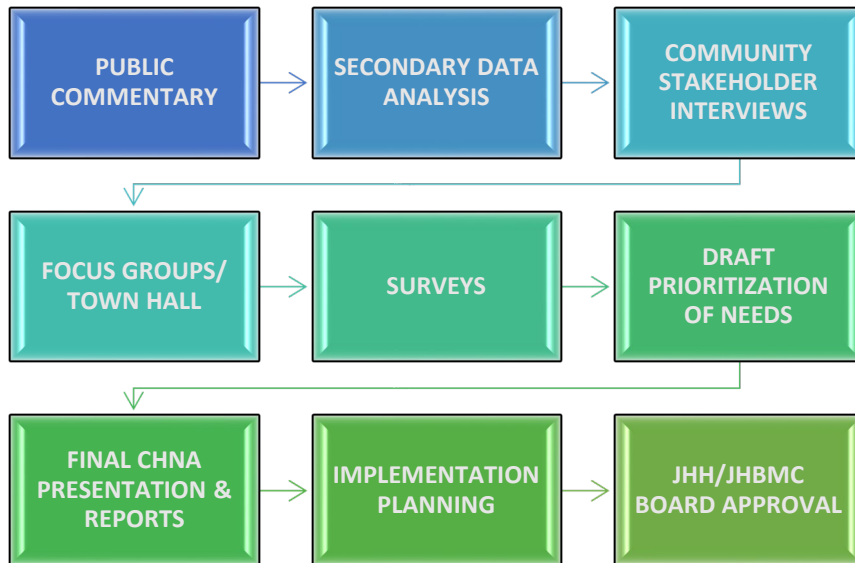 PUBLIC
COMMENTARY
SECONDARY DATA
ANALYSIS
COMMUNITY
STAKEHOLDER
INTERVIEWS
FOCUS GROUPS/
TOWN HALL
SURVEYS
DRAFT
PRIORITIZATION
OF NEEDS
FINAL CHNA
PRESENTATION &
REPORTS
IMPLEMENTATION
PLANNING
JHH/JHBMC
BOARD APPROVAL